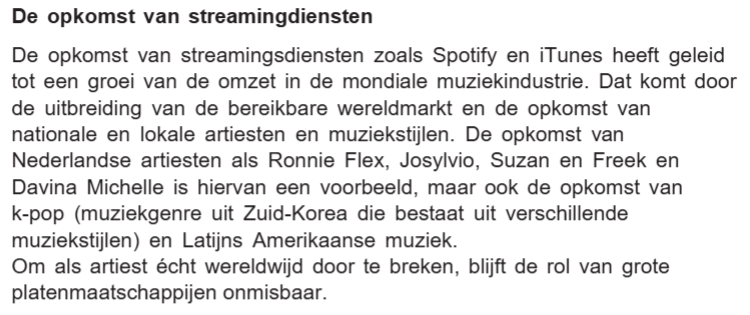 De opkomst van streamingdiensten
De opkomst van streamingsdiensten zoals Spotify en iTunes heeft geleid
tot een groei van de omzet in de mondiale muziekindustrie. Dat komt door
de uitbreiding van de bereikbare wereldmarkt en de opkomst van
nationale en lokale artiesten en muziekstijlen. De opkomst van
Nederlandse artiesten als Ronnie Flex, Josylvio, Suzan en Freek en
Davina Michelle is hiervan een voorbeeld, maar ook de opkomst van
k-pop (muziekgenre uit Zuid-Korea die bestaat uit verschillende
muziekstijlen) en Latijns Amerikaanse muziek.
Om als artiest écht wereldwijd door te breken, blijft de rol van grote
platenmaatschappijen onmisbaar.